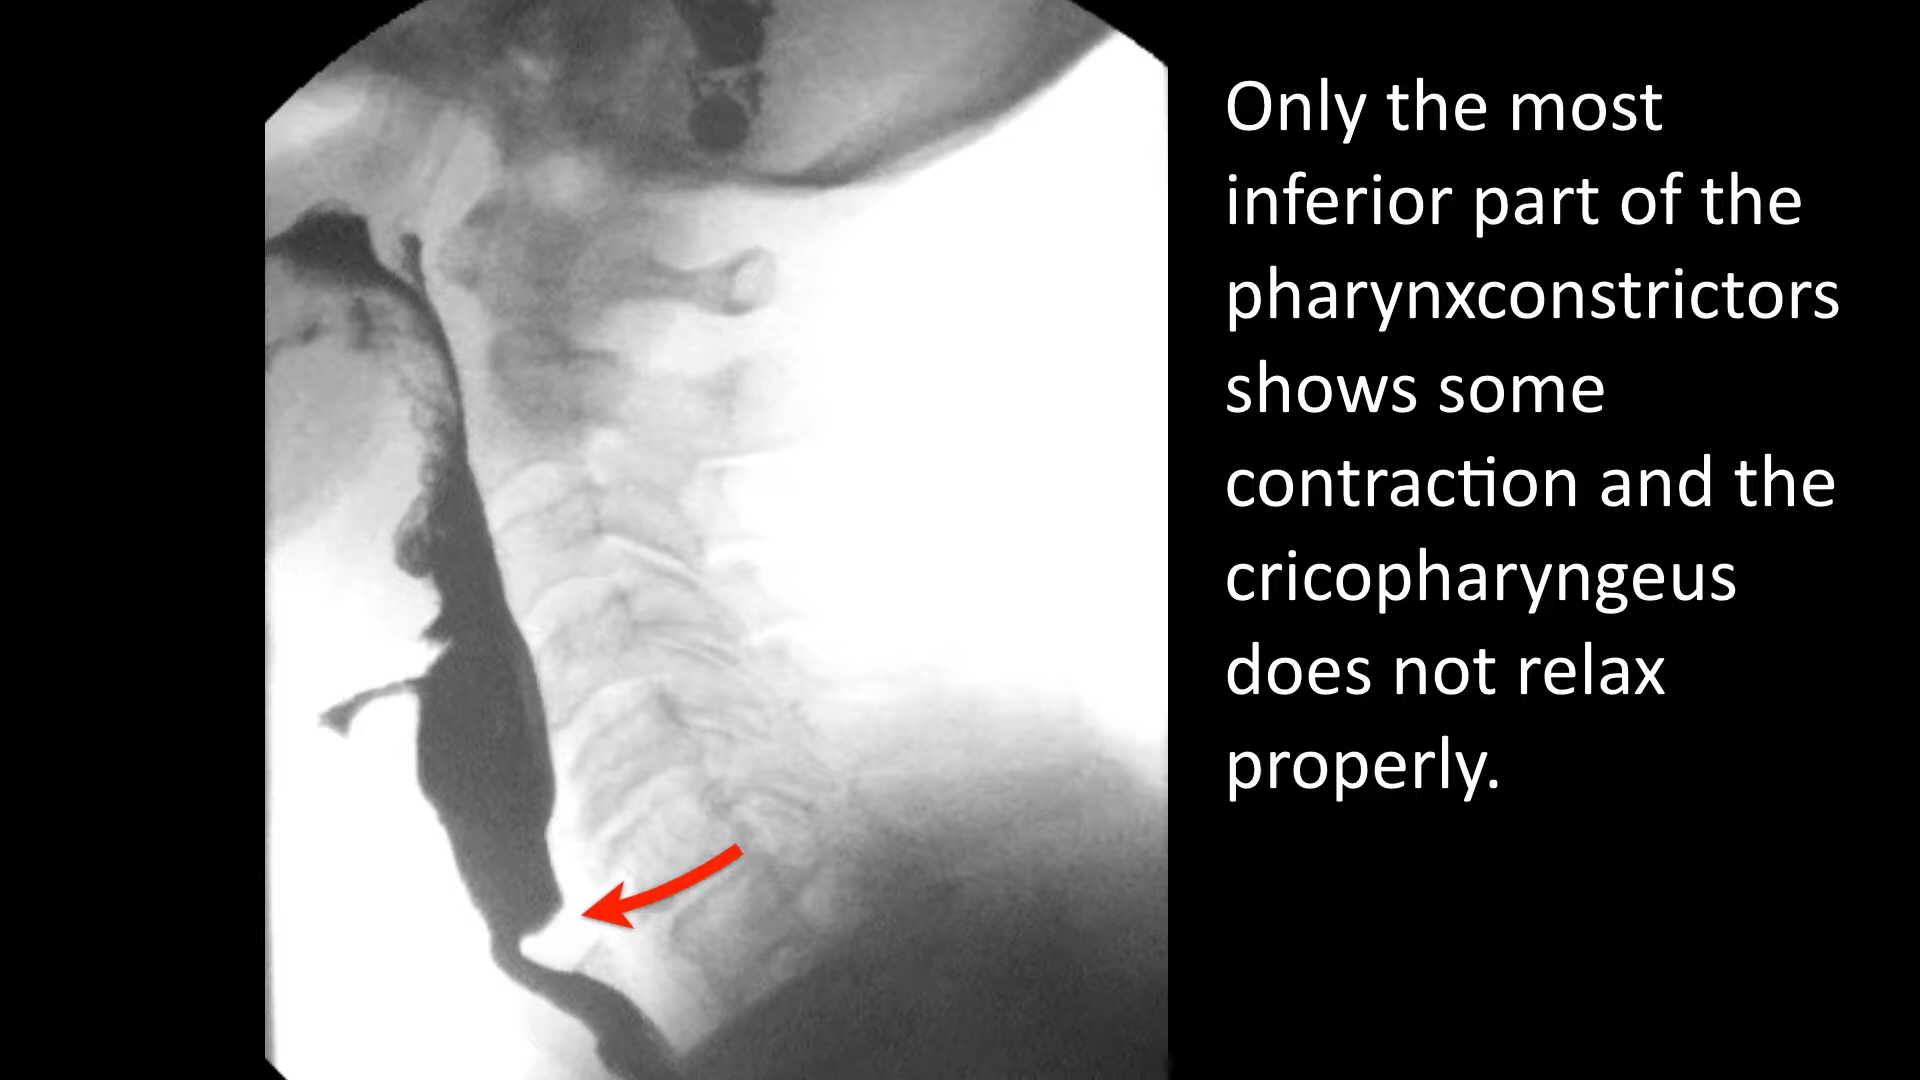 Only the most
inferior part of the
pharynxconstrictors
shows some
contraction and the
cricopharyngeus
does not relax
properly.